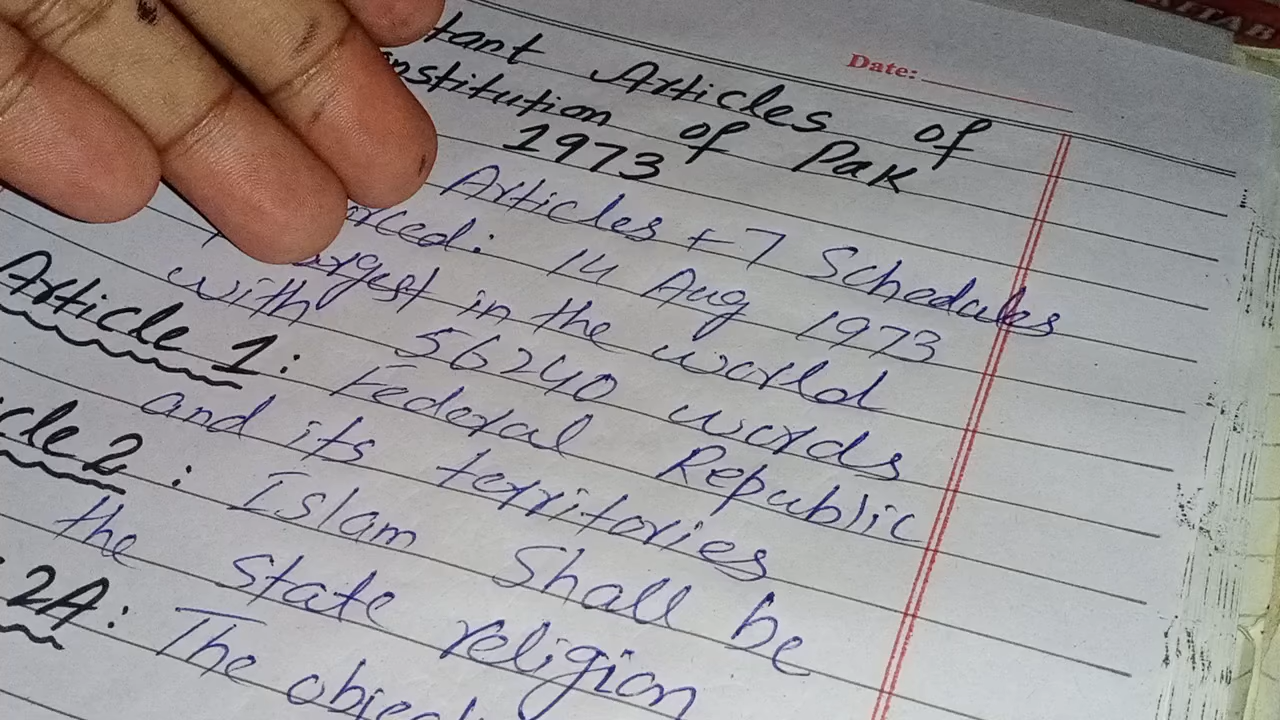 KITAB
Date:
tant Articles of
nstitution of Pak
1973
Articles + 7 Schedules
rced: 14 Aug 1973
rgest in the world
with 56240 words
Article 1: Federal Republic
and its territories
cle 2: Islam Shall be
the state religion
2A: The objec